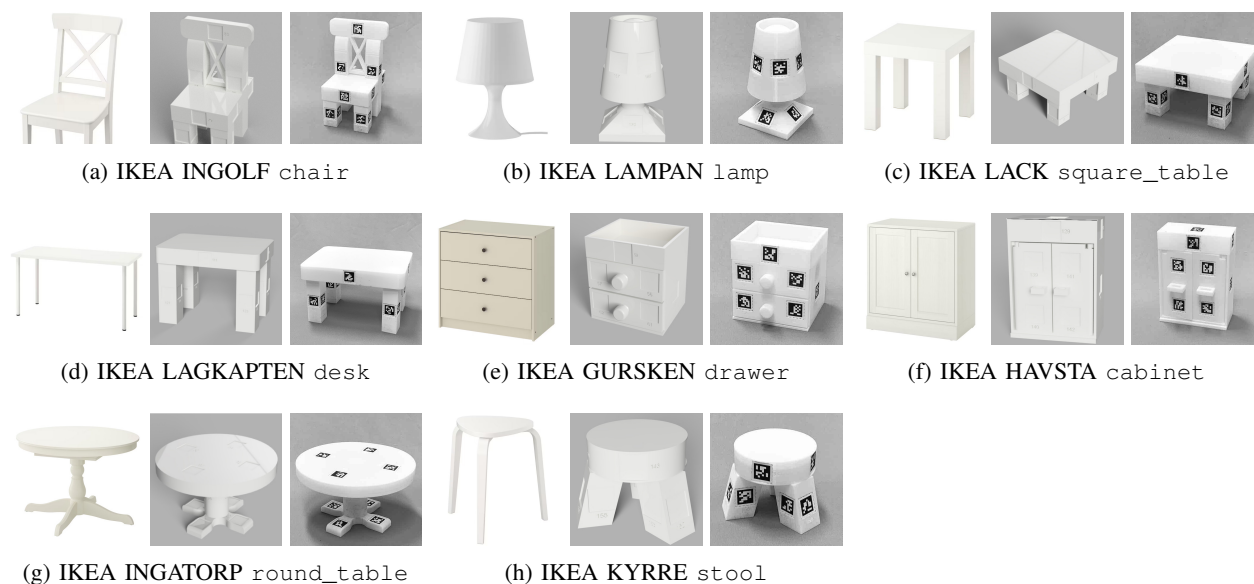 (a) IKEA INGOLF chair
(b) IKEA LAMPAN lamp
(c) IKEA LACK square_table
(d) IKEA LAGKAPTEN desk
(e) IKEA GURSKEN drawer
(f) IKEA HAVSTA cabinet
(g) IKEA INGATORP round_table
(h) IKEA KYRRE stool